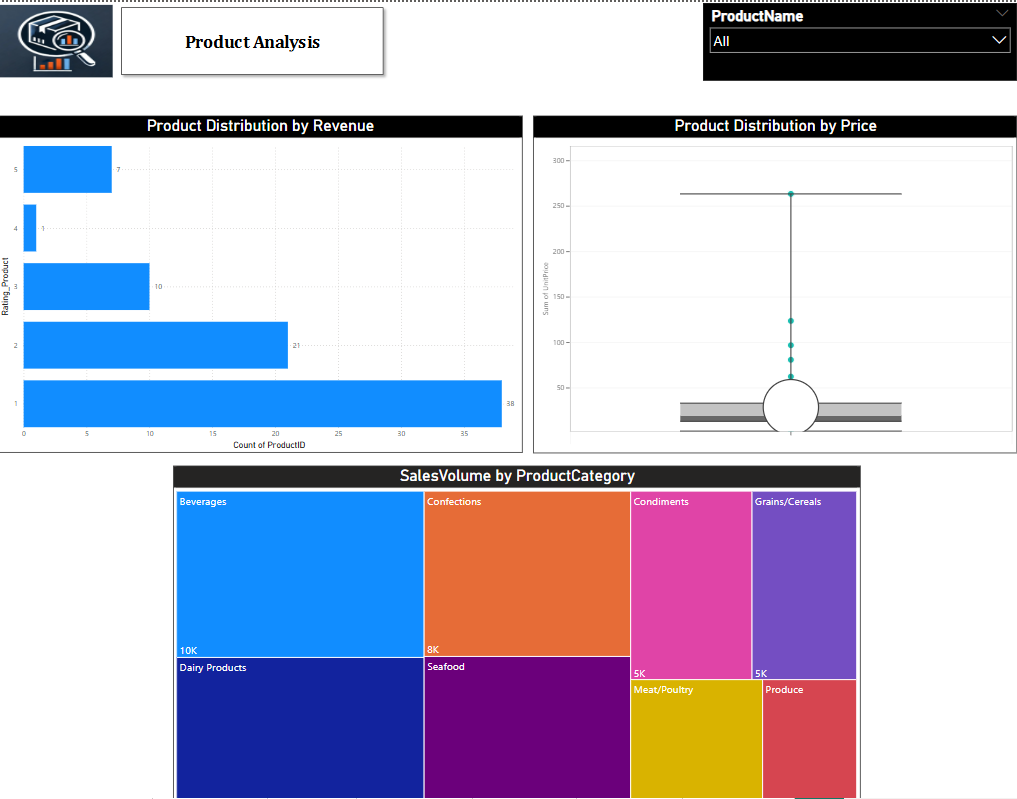 Product Analysis
ProductName
All
Product Distribution by Revenue
Rating_Product
5
7
4
1
3
10
2
21
1
38
0 5 10 15 20 25 30 35
Count of ProductID
Product Distribution by Price
Sum of UnitPrice
300
250
200
150
100
50
SalesVolume by ProductCategory
Beverages
10K
Confections
8K
Condiments
5K
Grains/Cereals
5K
Dairy Products
Seafood
Meat/Poultry
Produce